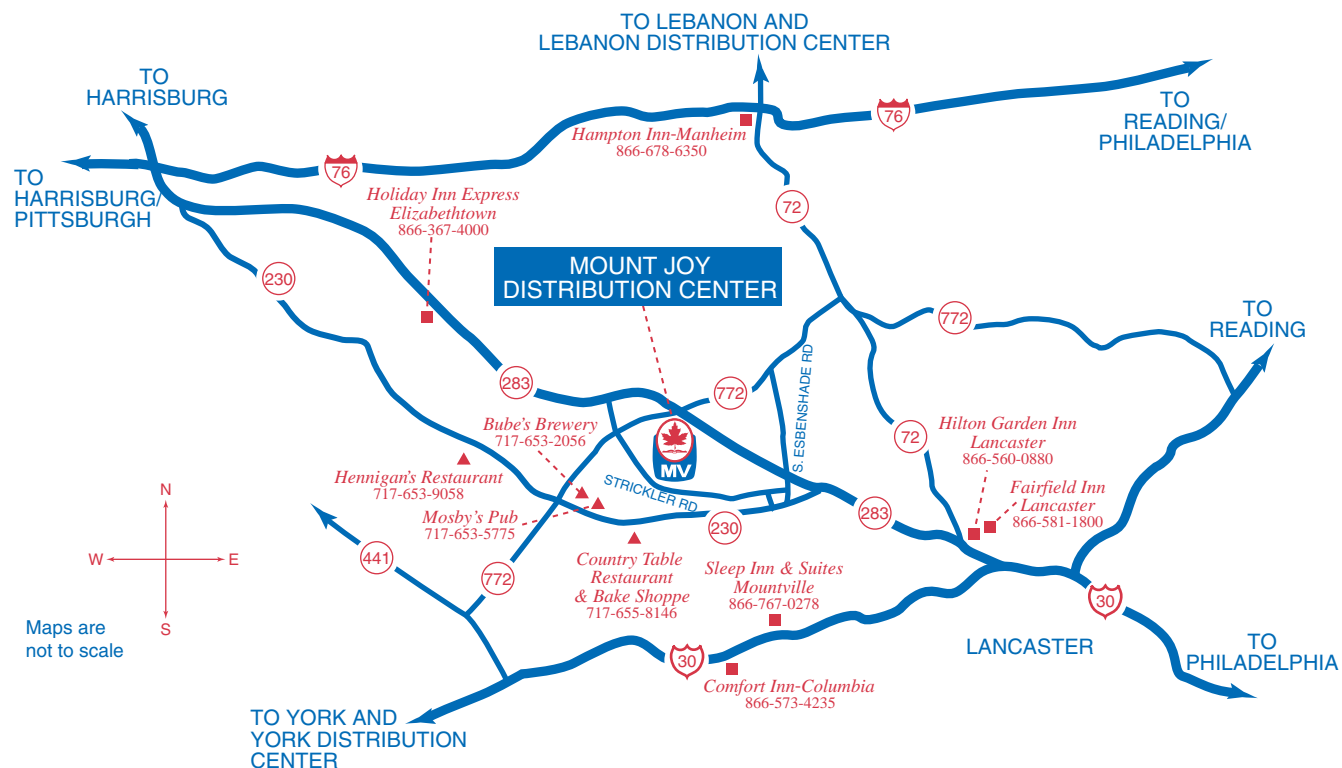 TO LEBANON AND
LEBANON DISTRIBUTION CENTER
TO
HARRISBURG
76
TO
READING/
PHILADELPHIA
Hampton Inn-Manheim
866-678-6350
76
TO
HARRISBURG/
PITTSBURGH
Holiday Inn Express
Elizabethtown
866-367-4000
72
230
MOUNT JOY
DISTRIBUTION CENTER
772
TO
READING
S. ESBENSHADE RD
283
772
Bube's Brewery
717-653-2056
72
Hilton Garden Inn
Lancaster
866-560-0880
MV
Hennigan's Restaurant
717-653-9058
STRICKLER RD
Fairfield Inn
Lancaster
866-581-1800
Mosby's Pub
717-653-5775
230
283
N
W
E
S
441
772
Country Table
Restaurant
& Bake Shoppe
717-655-8146
Sleep Inn & Suites
Mountville
866-767-0278
30
Maps are
not to scale
LANCASTER
TO
PHILADELPHIA
30
Comfort Inn-Columbia
866-573-4235
TO YORK AND
YORK DISTRIBUTION
CENTER